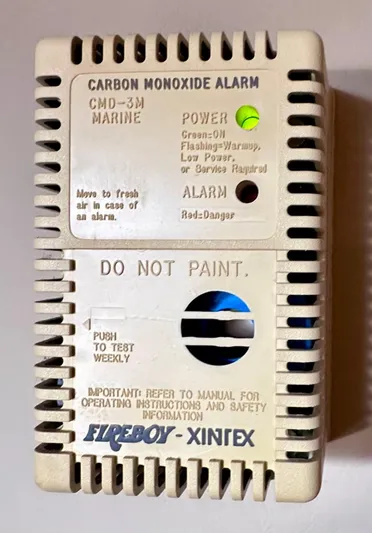 CARBON MONOXIDE ALARM
CMD-3M
MARINE
POWER
Green=ON
Flashing=Warmup,
Low Power,
or Service Required
Move to fresh
air in case of
an alarm.
ALARM
Red=Danger
DO NOT PAINT.
PUSH
TO TEST
WEEKLY
IMPORTANT: REFER TO MANUAL FOR
OPERATING INSTRUCTIONS AND SAFETY
INFORMATION
FIREBOY - XINTEX